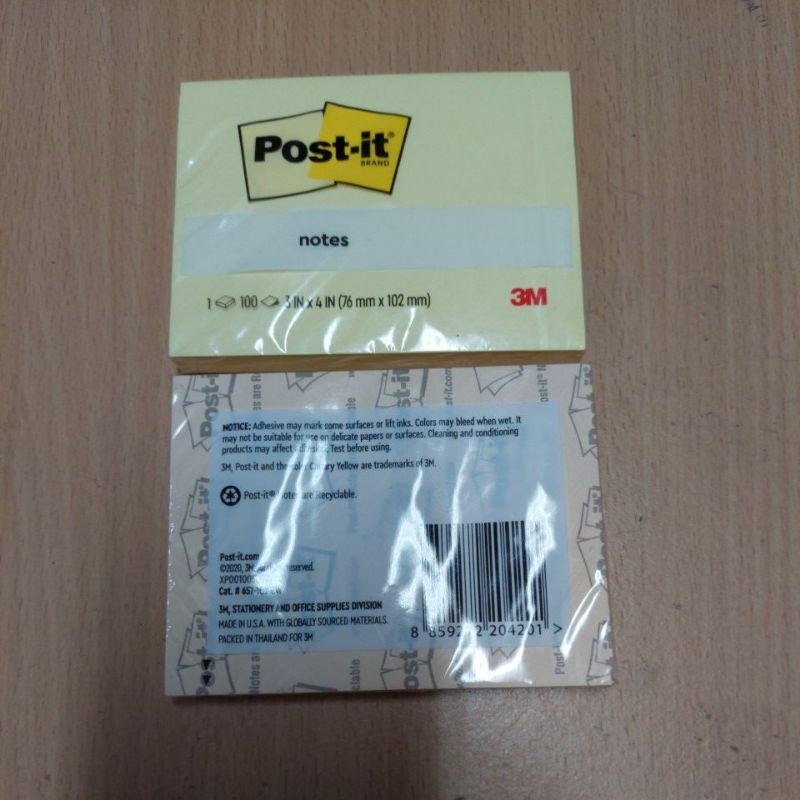 Post-it®
BRAND
notes
1 100 3 IN x 4 IN (76 mm x 102 mm)
3M
NOTICE: Adhesive may mark some surfaces or lift inks. Colors may bleed when wet. It
may not be suitable for use on delicate papers or surfaces. Cleaning and conditioning
products may affect adhesion. Test before using.
3M, Post-it and the color Canary Yellow are trademarks of 3M.
Post-it® Notes are Recyclable.
Post-it.com
©2020, 3M. All rights reserved.
Cat. #
3M, STATIONERY AND OFFICE SUPPLIES DIVISION
MADE IN U.S.A. WITH GLOBALLY SOURCED MATERIALS.
PACKED IN THAILAND FOR 3M
8 204201 >